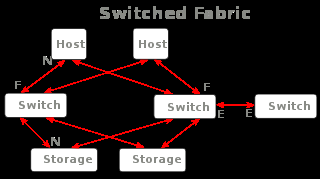 Switched Fabric
Host Host
N
F F
Switch Switch Switch
E E
N
Storage Storage